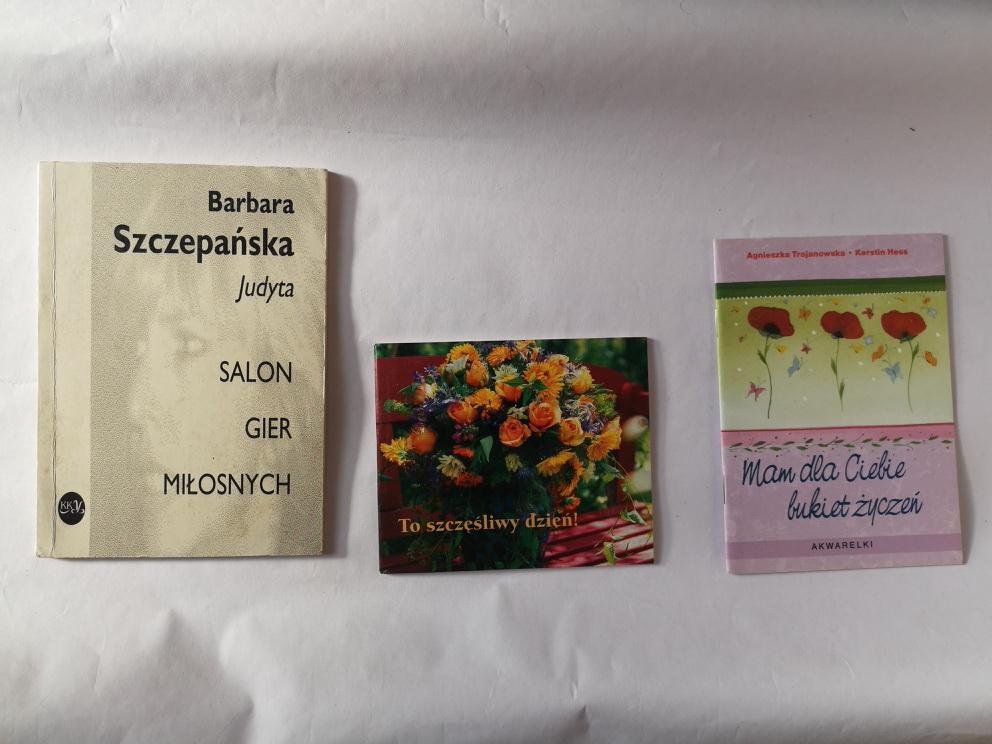 Barbara
Szczepańska
Judyta
SALON
GIER
MIŁOSNYCH
To szczęśliwy dzień!
Agnieszka Trojanowska • Kerstin Hess
Mam dla Ciebie
bukiet życzeń
AKWARELKI